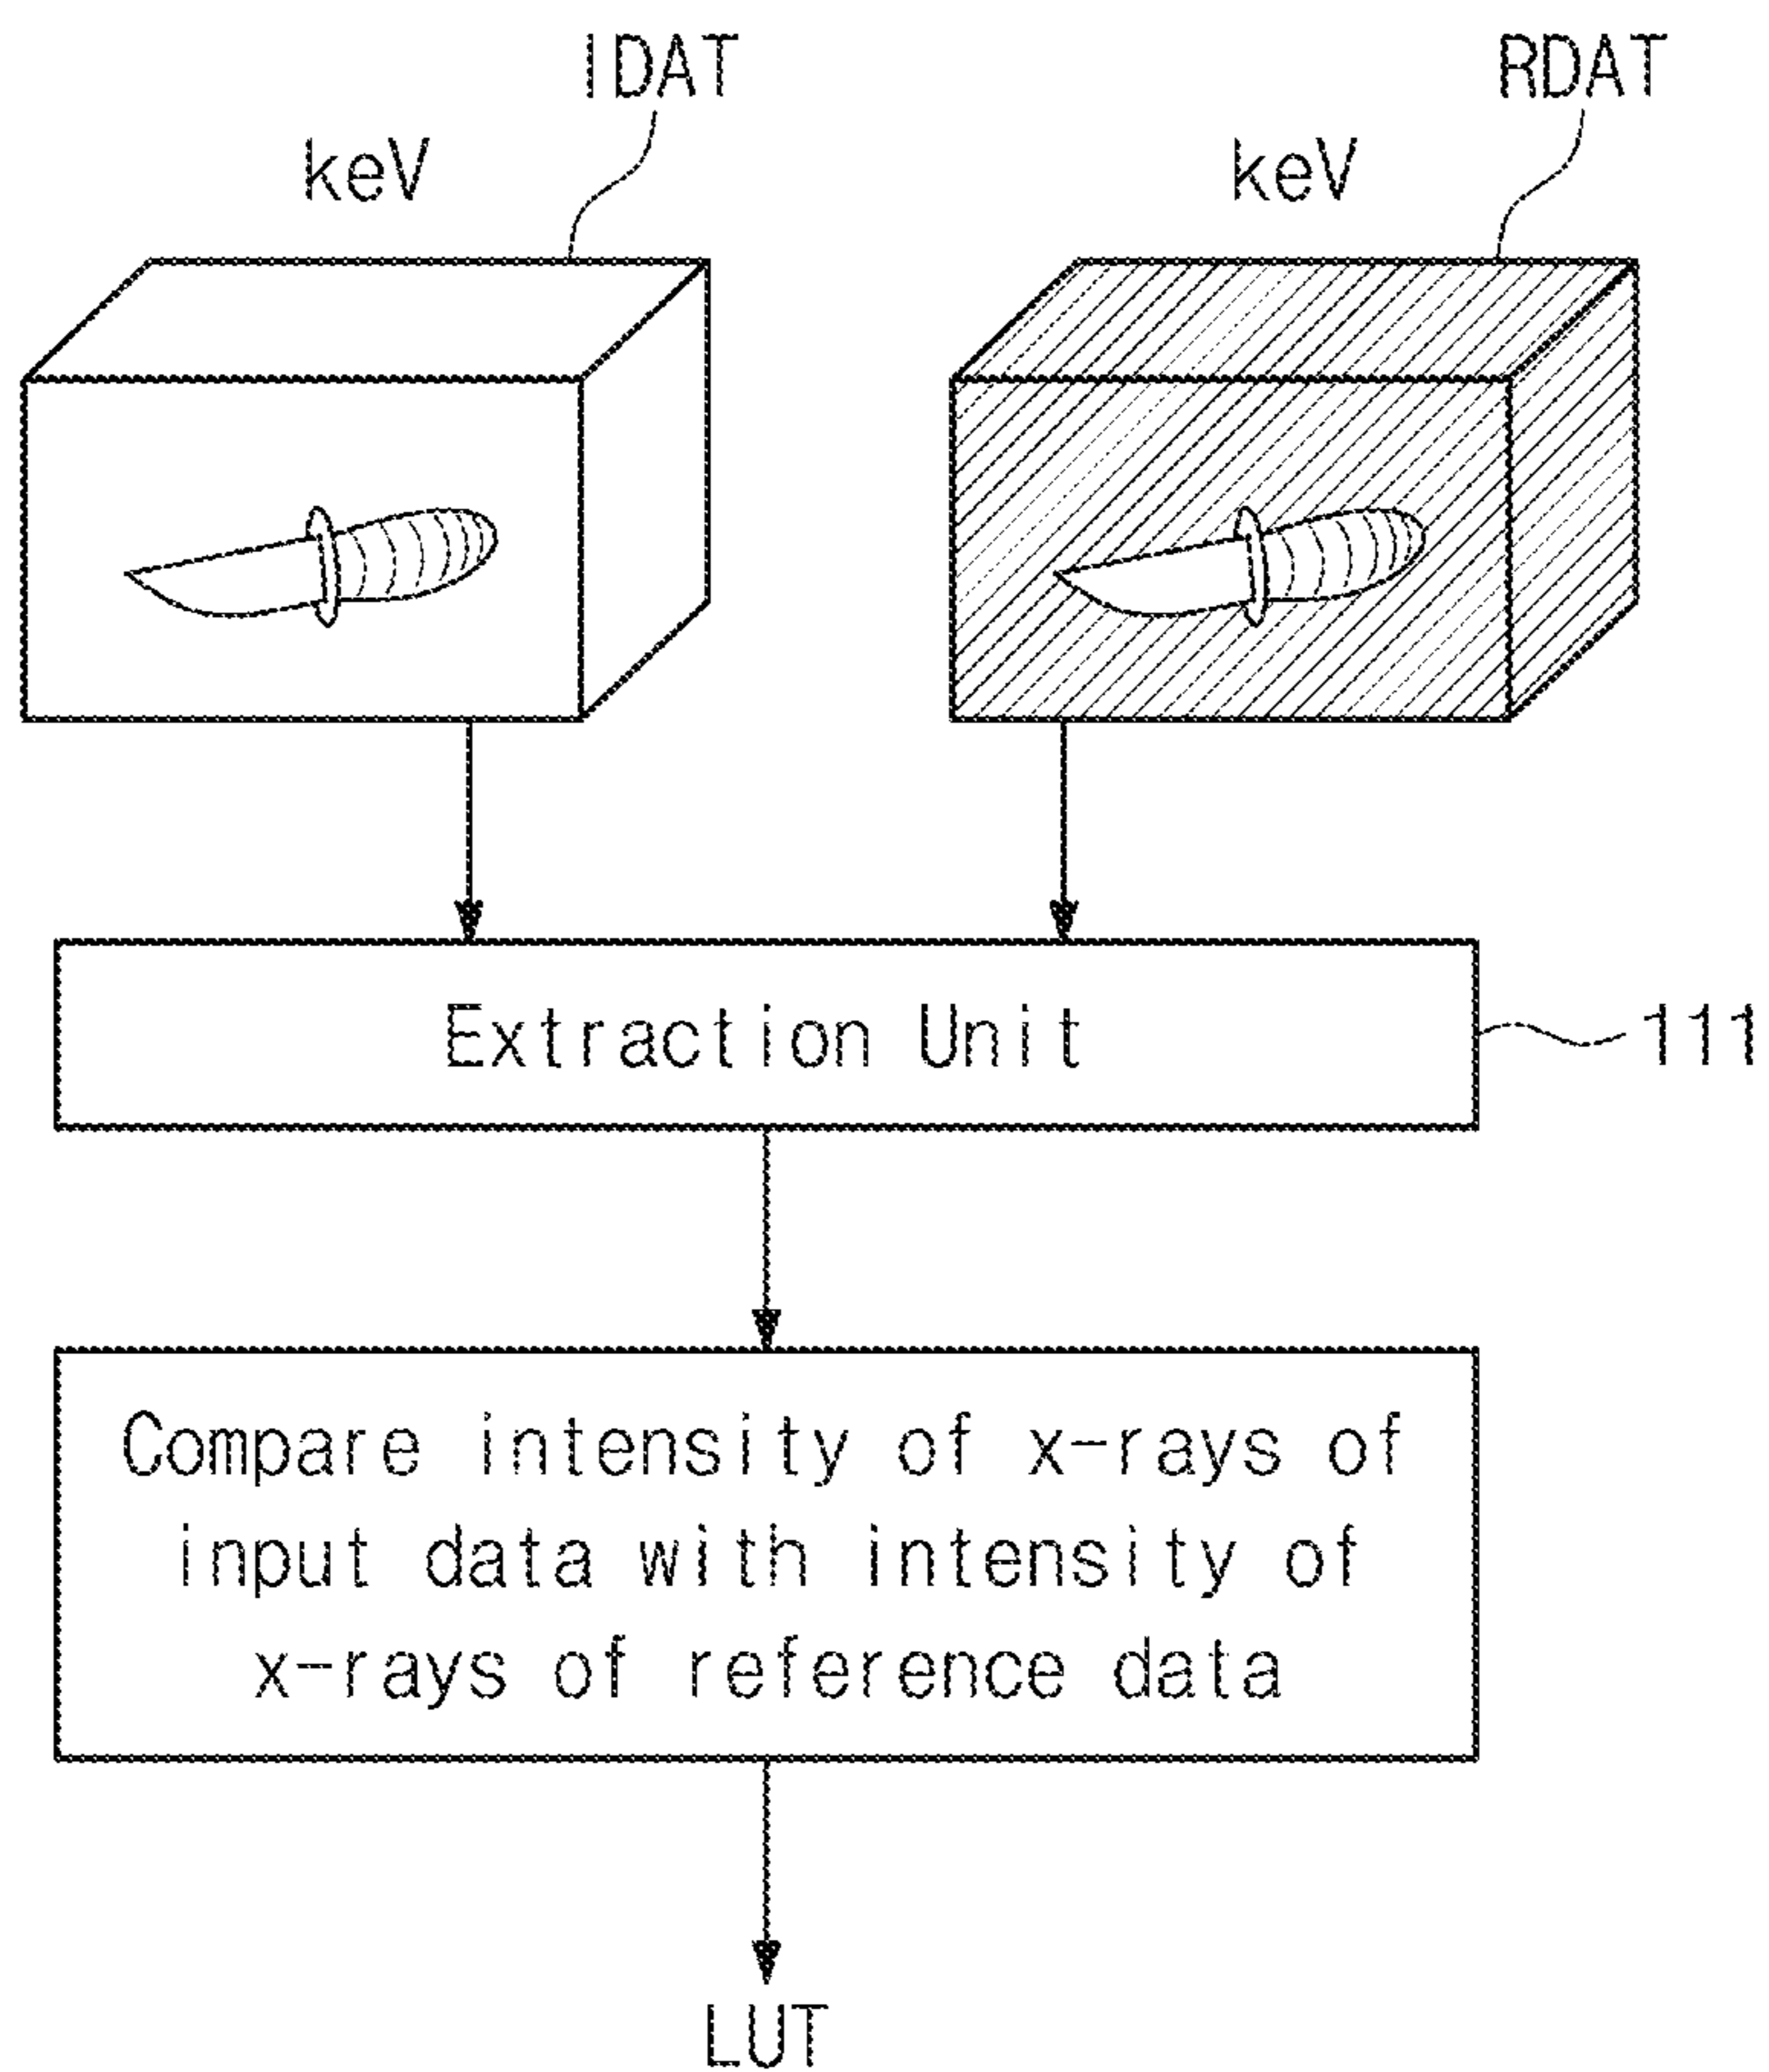 IDAT
RDAT
keV
keV
Extraction Unit
111
Compare intensity of x-rays of
input data with intensity of
x-rays of reference data
LUT